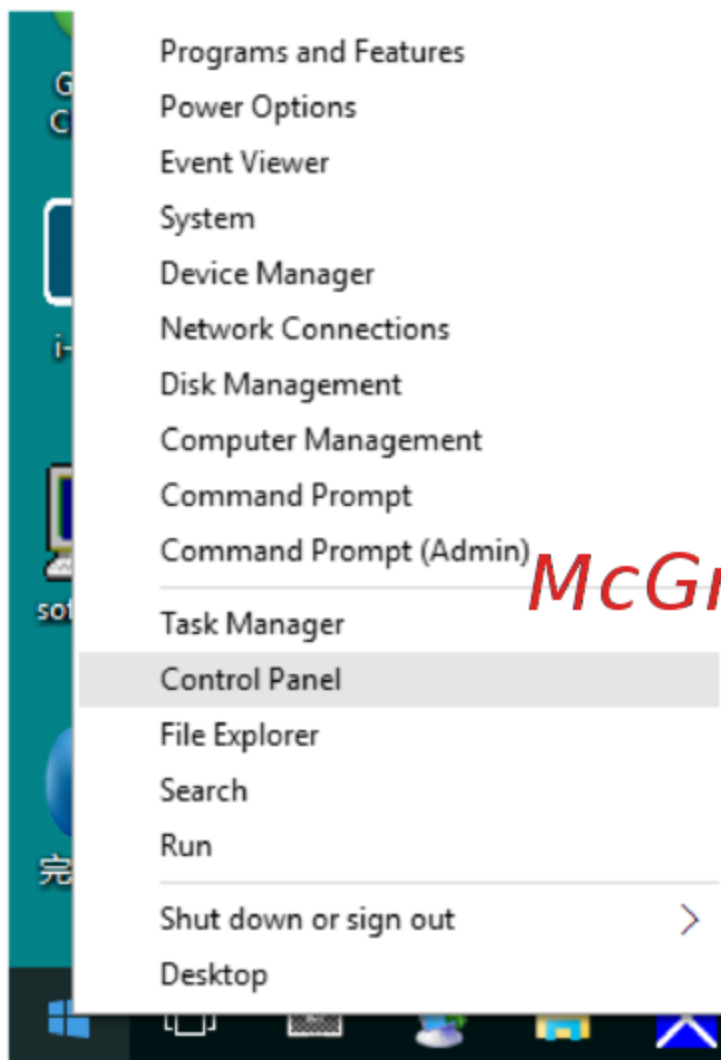 Programs and Features
Power Options
Event Viewer
System
Device Manager
Network Connections
Disk Management
Computer Management
Command Prompt
Command Prompt (Admin)
Task Manager
Control Panel
File Explorer
Search
Run
Shut down or sign out
Desktop